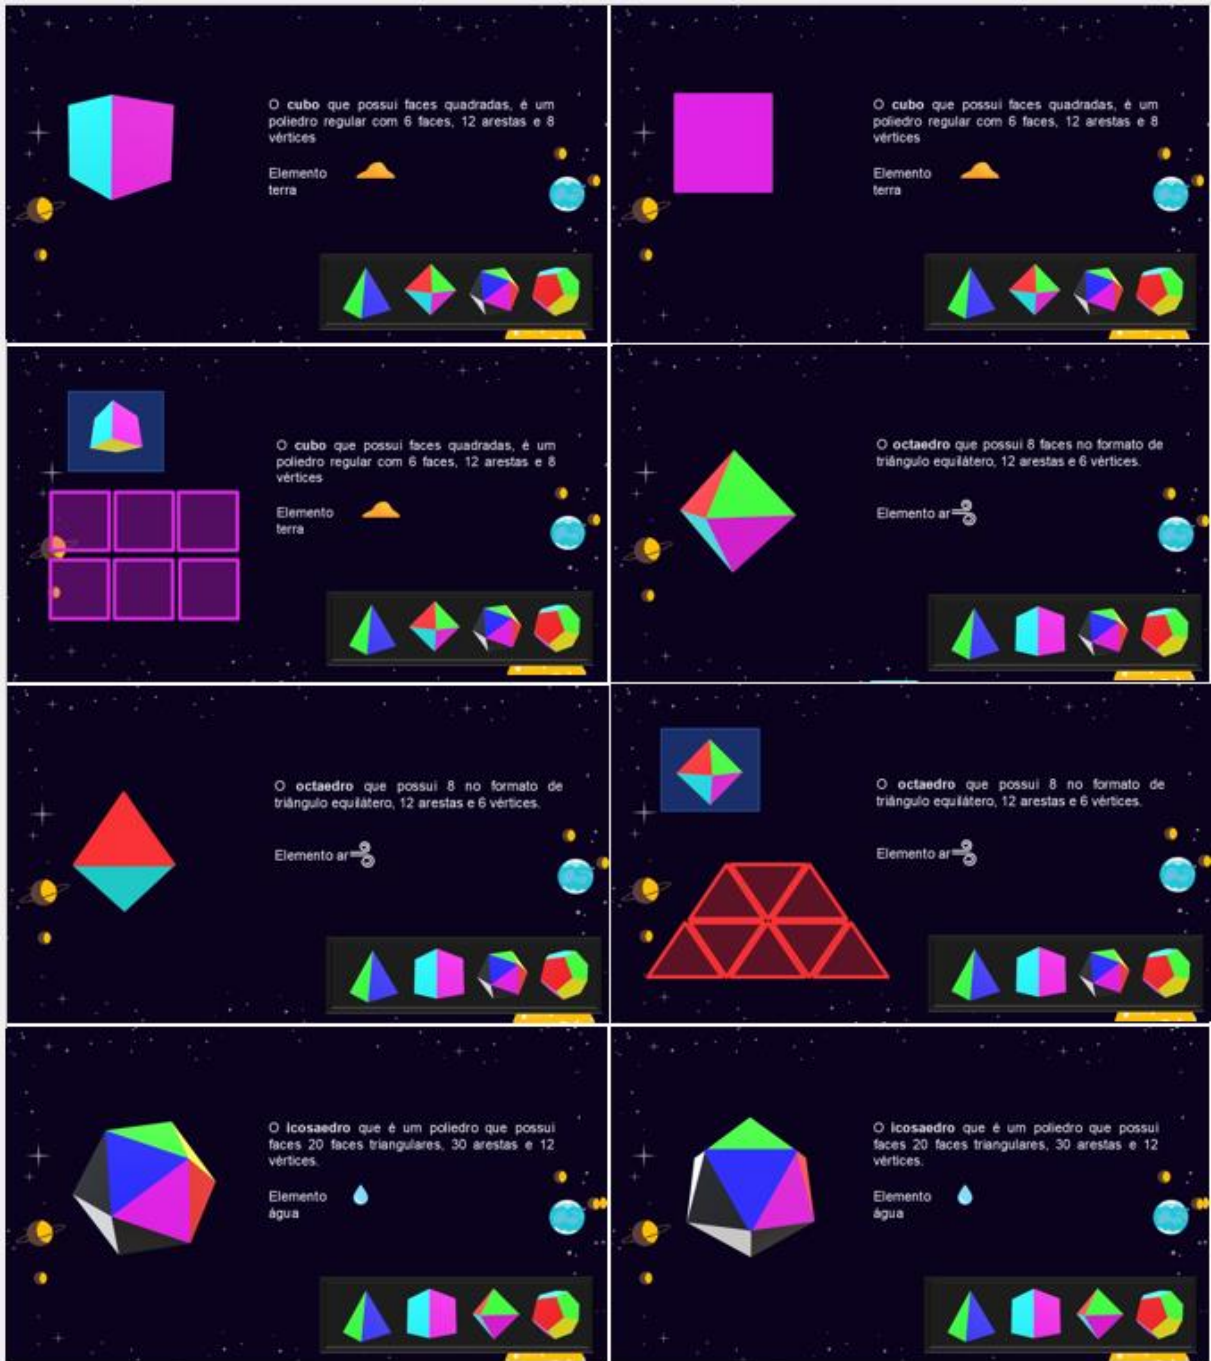 O cubo que possui faces quadradas, é um
poliedro regular com 6 faces, 12 arestas e 8
vértices
Elemento
terra
O cubo que possui faces quadradas, é um
poliedro regular com 6 faces, 12 arestas e 8
vértices
Elemento
terra
O cubo que possui faces quadradas, é um
poliedro regular com 6 faces, 12 arestas e 8
vértices
Elemento
terra
O octaedro que possui 8 faces no formato de
triângulo equilátero, 12 arestas e 6 vértices.
Elemento ar
O octaedro que possui 8 no formato de
triângulo equilátero, 12 arestas e 6 vértices.
Elemento ar
O octaedro que possui 8 no formato de
triângulo equilátero, 12 arestas e 6 vértices.
Elemento ar
O icosaedro que é um poliedro que possui
faces 20 faces triangulares, 30 arestas e 12
vértices.
Elemento
água
O icosaedro que é um poliedro que possui
faces 20 faces triangulares, 30 arestas e 12
vértices.
Elemento
água